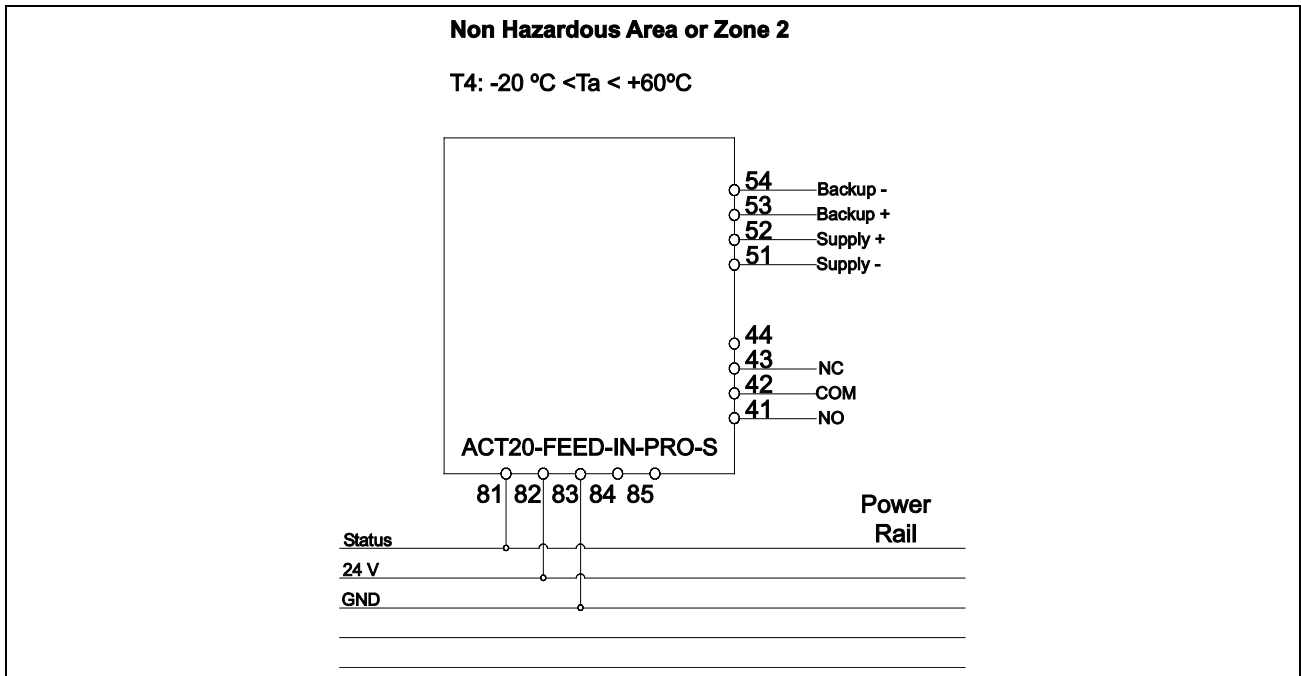 Non Hazardous Area or Zone 2
T4: -20 ºC <Ta < +60ºC
54 Backup -
53 Backup +
52 Supply +
51 Supply -
44
43 NC
42 COM
41 NO
ACT20-FEED-IN-PRO-S
81 82 83 84 85
Power
Rail
Status
24 V
GND